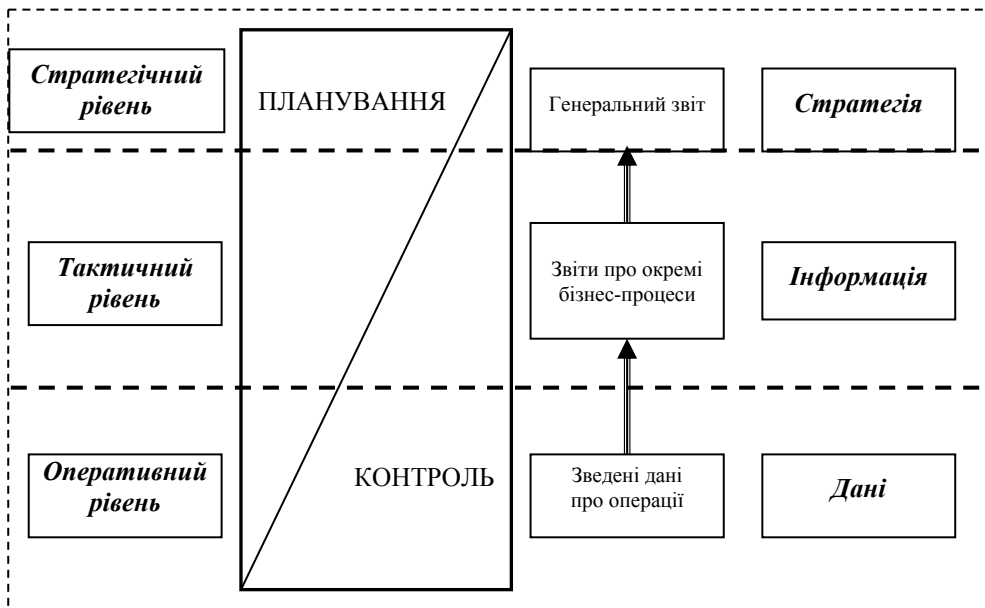 Стратегічний
рівень
ПЛАНУВАННЯ
Генеральний звіт
Стратегія
Тактичний
рівень
Звіти про окремі
бізнес-процеси
Інформація
Оперативний
рівень
КОНТРОЛЬ
Зведені дані
про операції
Дані